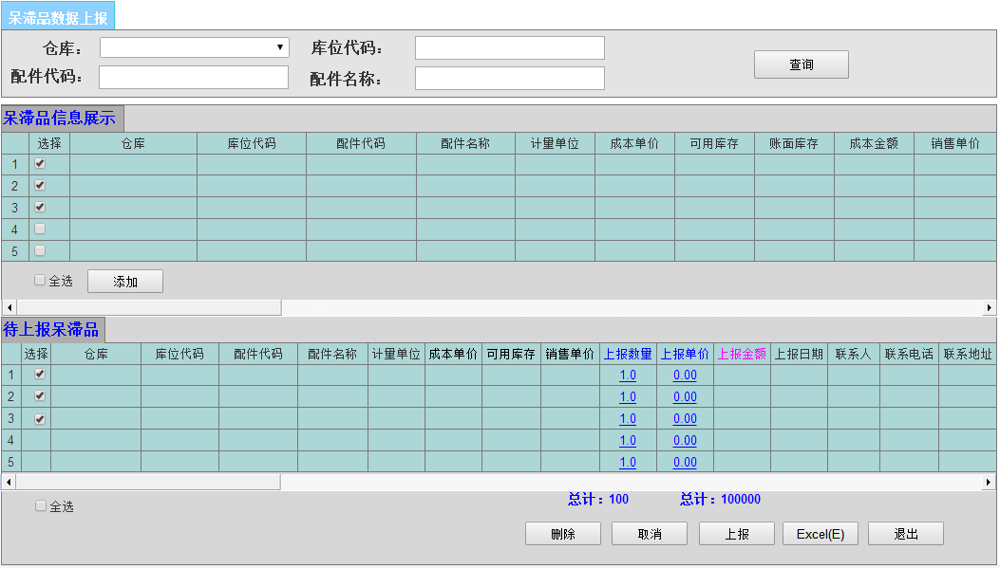 呆滞品数据上报
仓库： 库位代码：
配件代码： 配件名称：
查询
呆滞品信息展示
选择 仓库 库位代码 配件代码 配件名称 计量单位 成本单价 可用库存 账面库存 成本金额 销售单价
1
2
3
4
5
全选 添加
待上报呆滞品
选择 仓库 库位代码 配件代码 配件名称 计量单位 成本单价 可用库存 销售单价 上报数量 上报单价 上报金额 上报日期 联系人 联系电话 联系地址
1 1.0 0.00
2 1.0 0.00
3 1.0 0.00
4 1.0 0.00
5 1.0 0.00
全选 总计：100 总计：100000
删除 取消 上报 Excel(E) 退出